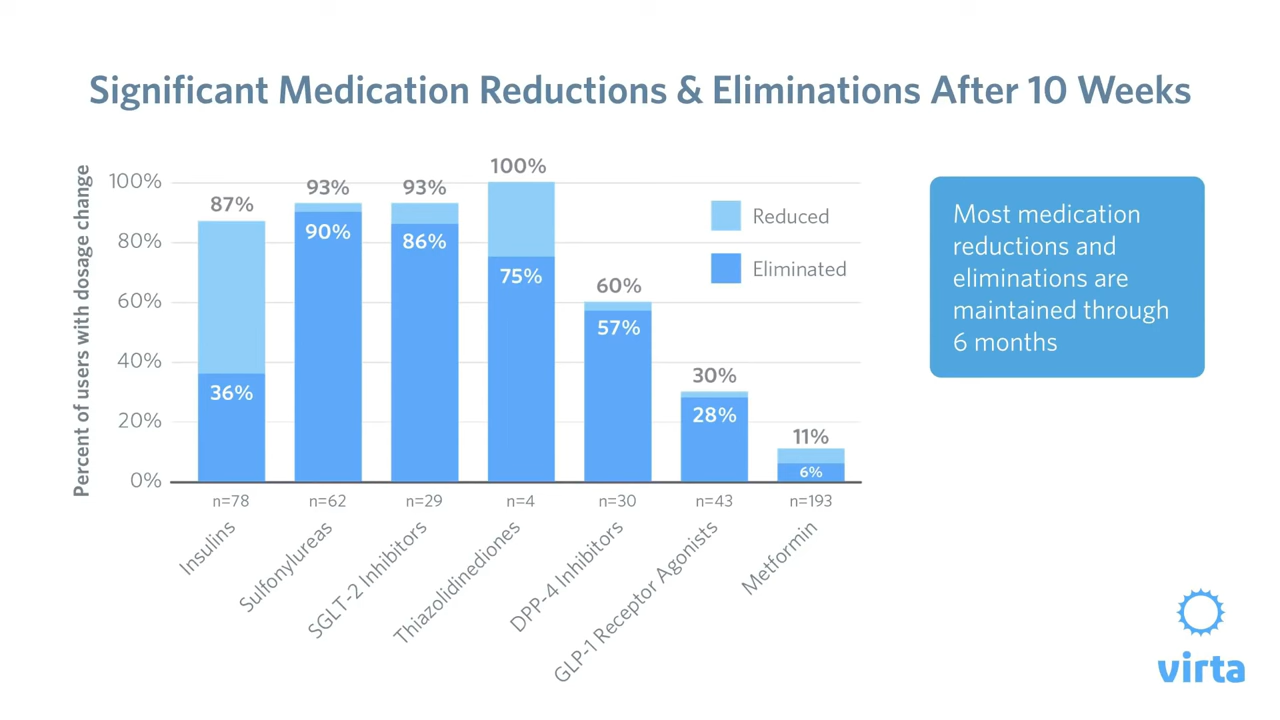 Significant Medication Reductions & Eliminations After 10 Weeks
Percent of users with dosage change
100%
80%
60%
40%
20%
0%
87%
36%
93%
90%
93%
86%
100%
75%
60%
57%
30%
28%
11%
6%
Reduced
Eliminated
n=78
n=62
n=29
n=4
n=30
n=43
n=193
Insulins
Sulfonylureas
SGLT-2 Inhibitors
Thiazolidinediones
DPP-4 Inhibitors
GLP-1 Receptor Agonists
Metformin
Most medication
reductions and
eliminations are
maintained through
6 months
virta